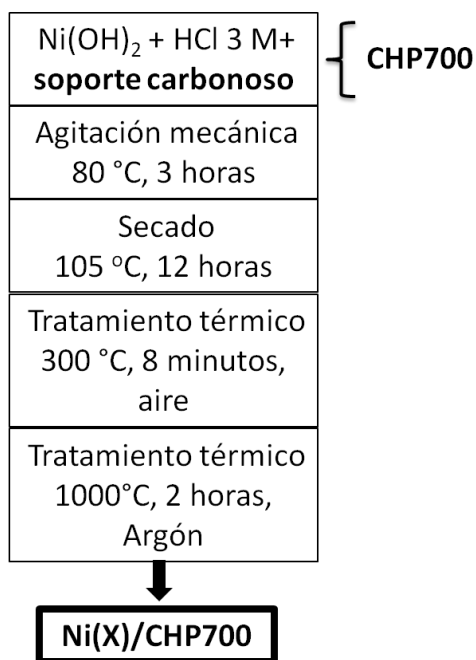 Ni(OH)₂ + HCl 3 M+
soporte carbonoso
CHP700
Agitación mecánica
80 °C, 3 horas
Secado
105 °C, 12 horas
Tratamiento térmico
300 °C, 8 minutos,
aire
Tratamiento térmico
1000°C, 2 horas,
Argón
Ni(X)/CHP700